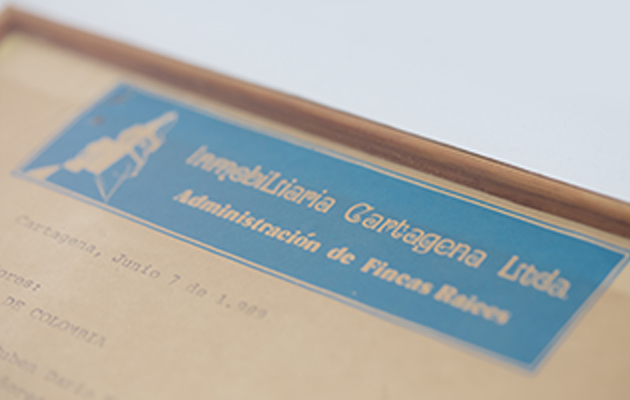 Inmobiliaria Cartagena Ltda.
Administración de Fincas Raices
Cartagena, Junio 7 de 1.989
DE COLOMBIA